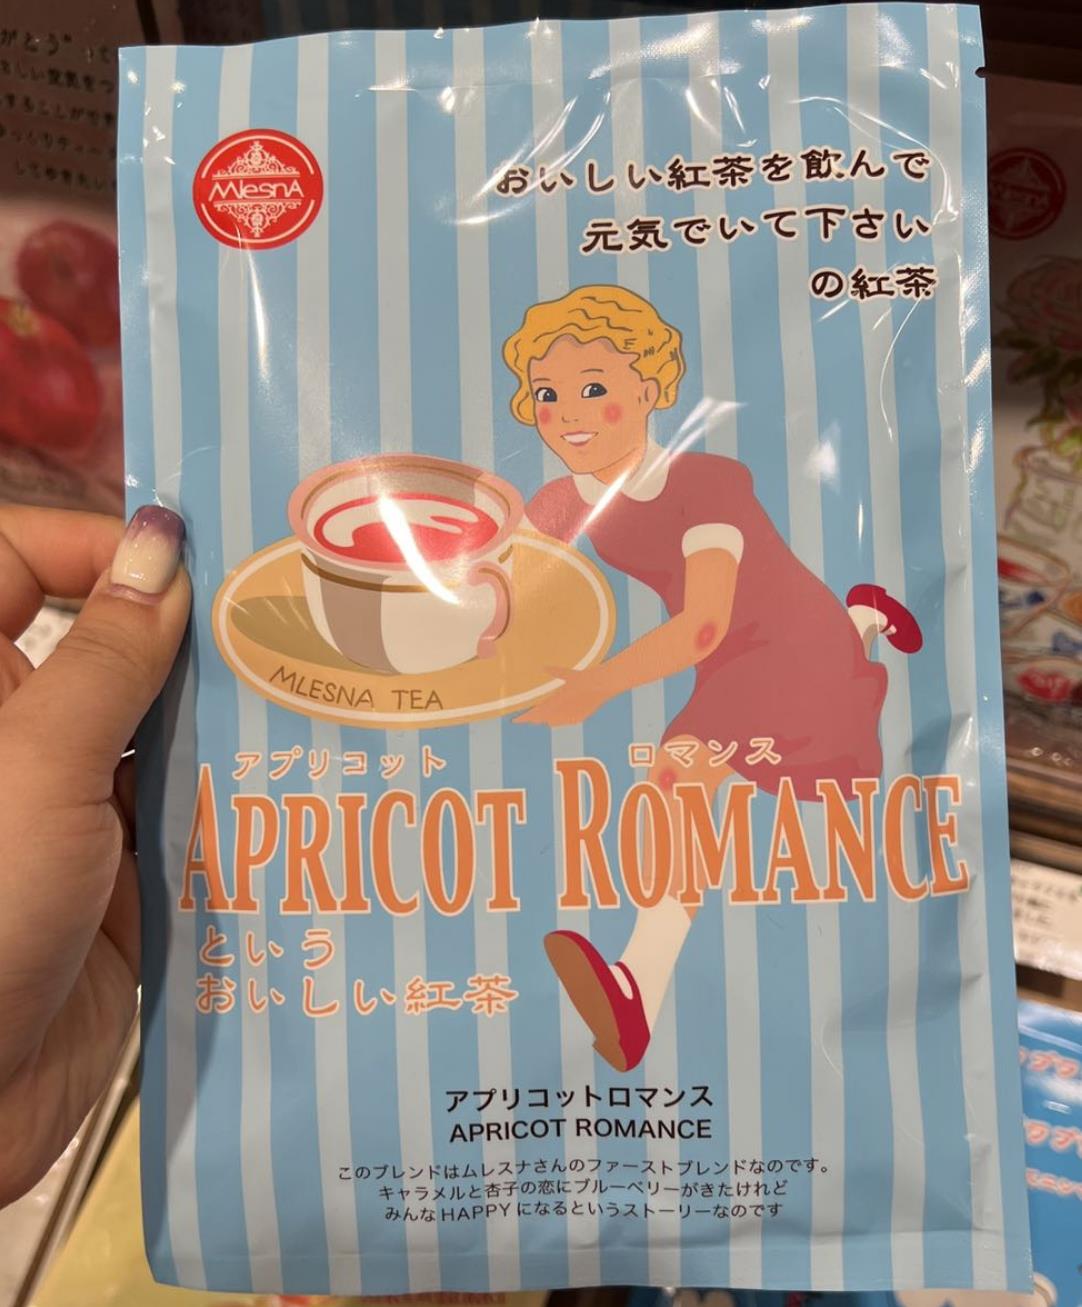 MlesnA
おいしい紅茶を飲んで
元気でいて下さい
の紅茶
MLESNA TEA
アプリコット ロマンス
APRICOT ROMANCE
という
おいしい紅茶
アプリコットロマンス
APRICOT ROMANCE
このブレンドはムレスナさんのファーストブレンドなのです。
キャラメルと杏子の恋にブルーベリーがきたけれど
みんなHAPPYになるというストーリーなのです